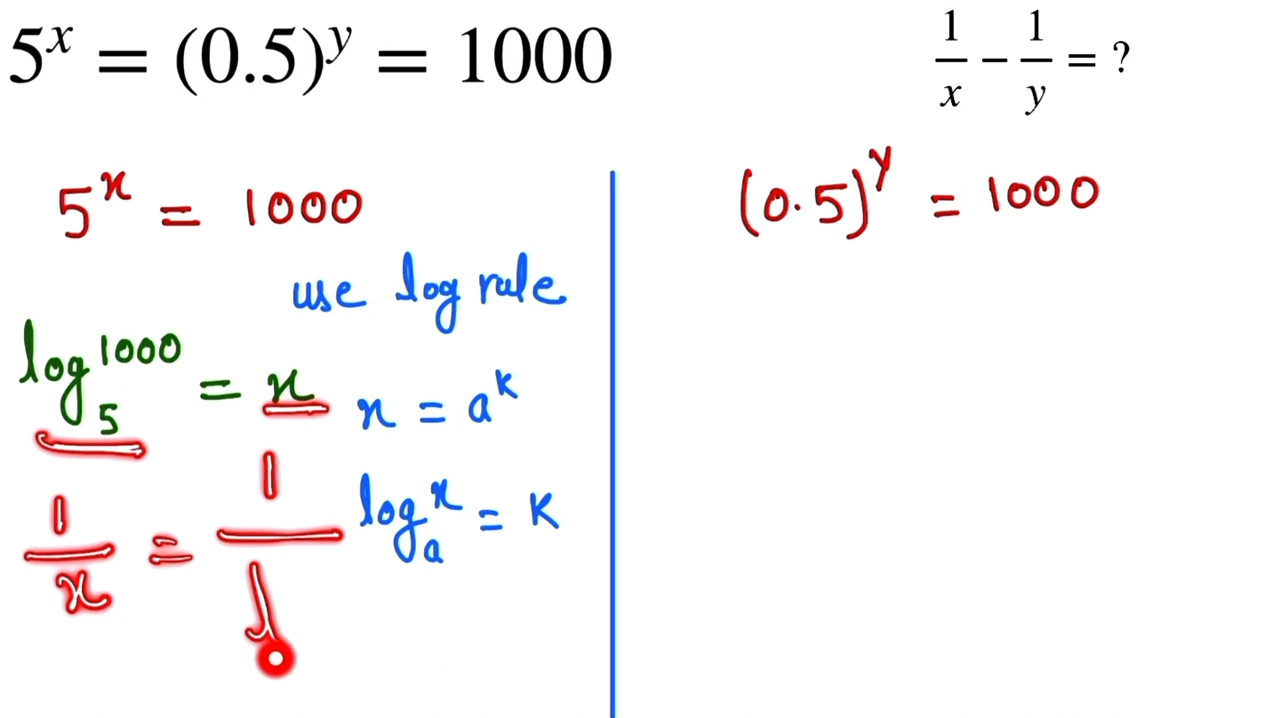 5^x = (0.5)^y = 1000
1/x − 1/y = ?
5^x = 1000
use log rule
log_5 1000 = x
x = a^k
log_a x = k
1/x = 1/
(0.5)^y = 1000